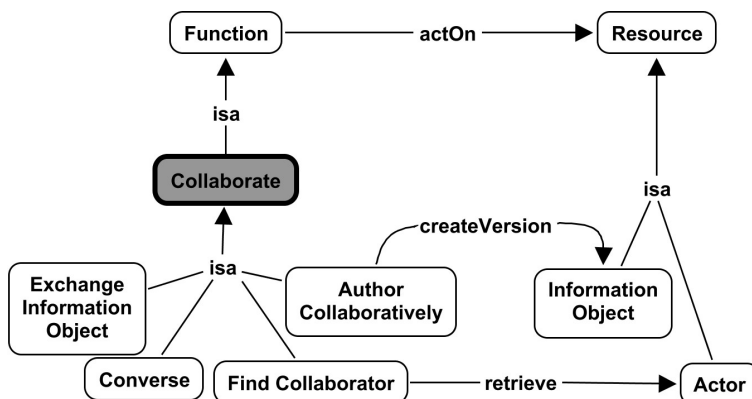 Function
actOn
Resource
isa
Collaborate
isa
createVersion
isa
Exchange
Information
Object
Author
Collaboratively
Information
Object
Converse
Find Collaborator
retrieve
Actor